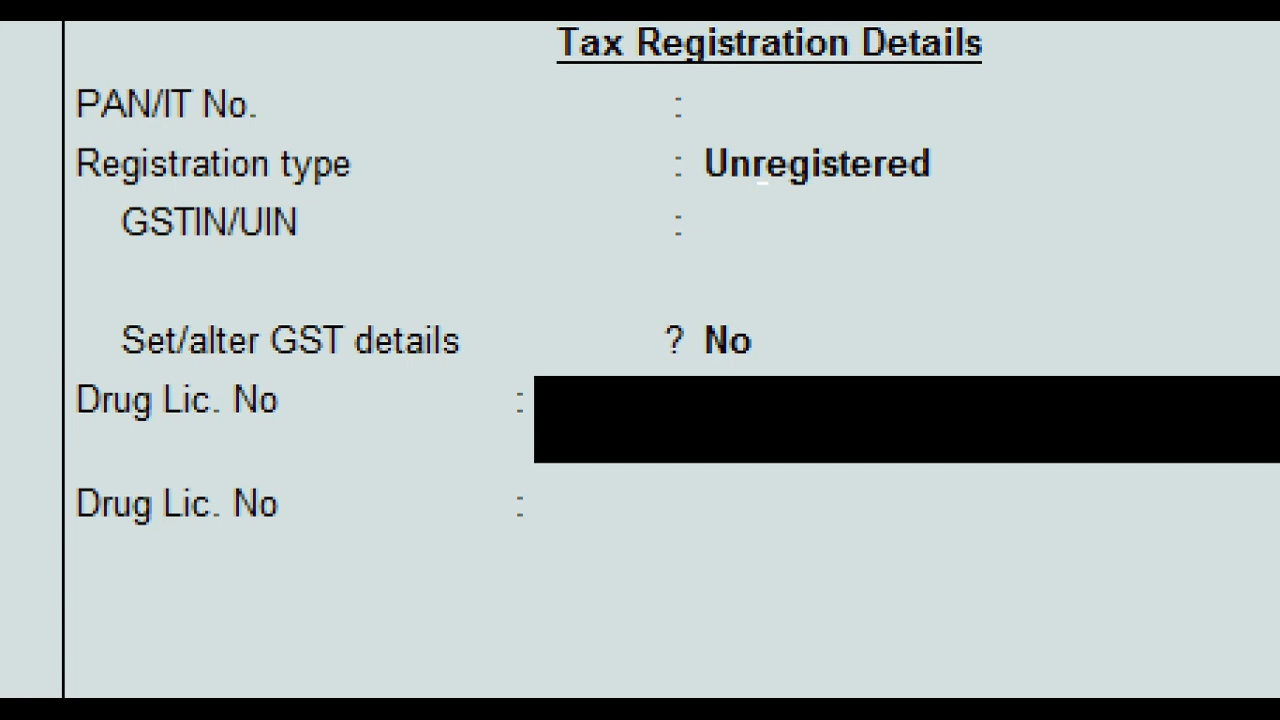 Tax Registration Details
PAN/IT No. :
Registration type : Unregistered
GSTIN/UIN :
Set/alter GST details ? No
Drug Lic. No :
Drug Lic. No :